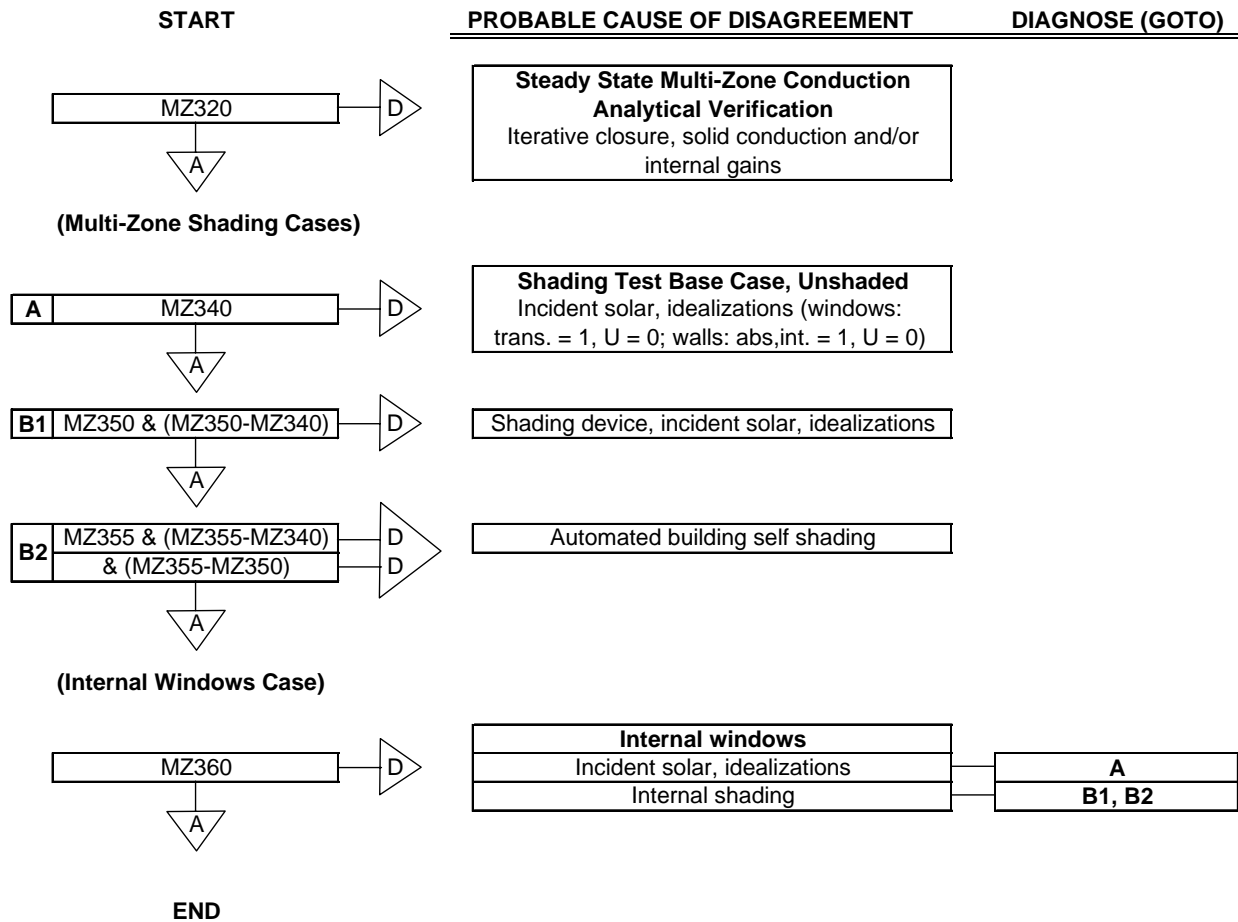 START
PROBABLE CAUSE OF DISAGREEMENT
DIAGNOSE (GOTO)
MZ320
D
A
Steady State Multi-Zone Conduction
Analytical Verification
Iterative closure, solid conduction and/or
internal gains
(Multi-Zone Shading Cases)
A
MZ340
D
A
Shading Test Base Case, Unshaded
Incident solar, idealizations (windows:
trans. = 1, U = 0; walls: abs,int. = 1, U = 0)
B1
MZ350 & (MZ350-MZ340)
D
A
Shading device, incident solar, idealizations
B2
MZ355 & (MZ355-MZ340)
& (MZ355-MZ350)
D
D
A
Automated building self shading
(Internal Windows Case)
MZ360
D
A
Internal windows
Incident solar, idealizations
A
Internal shading
B1, B2
END